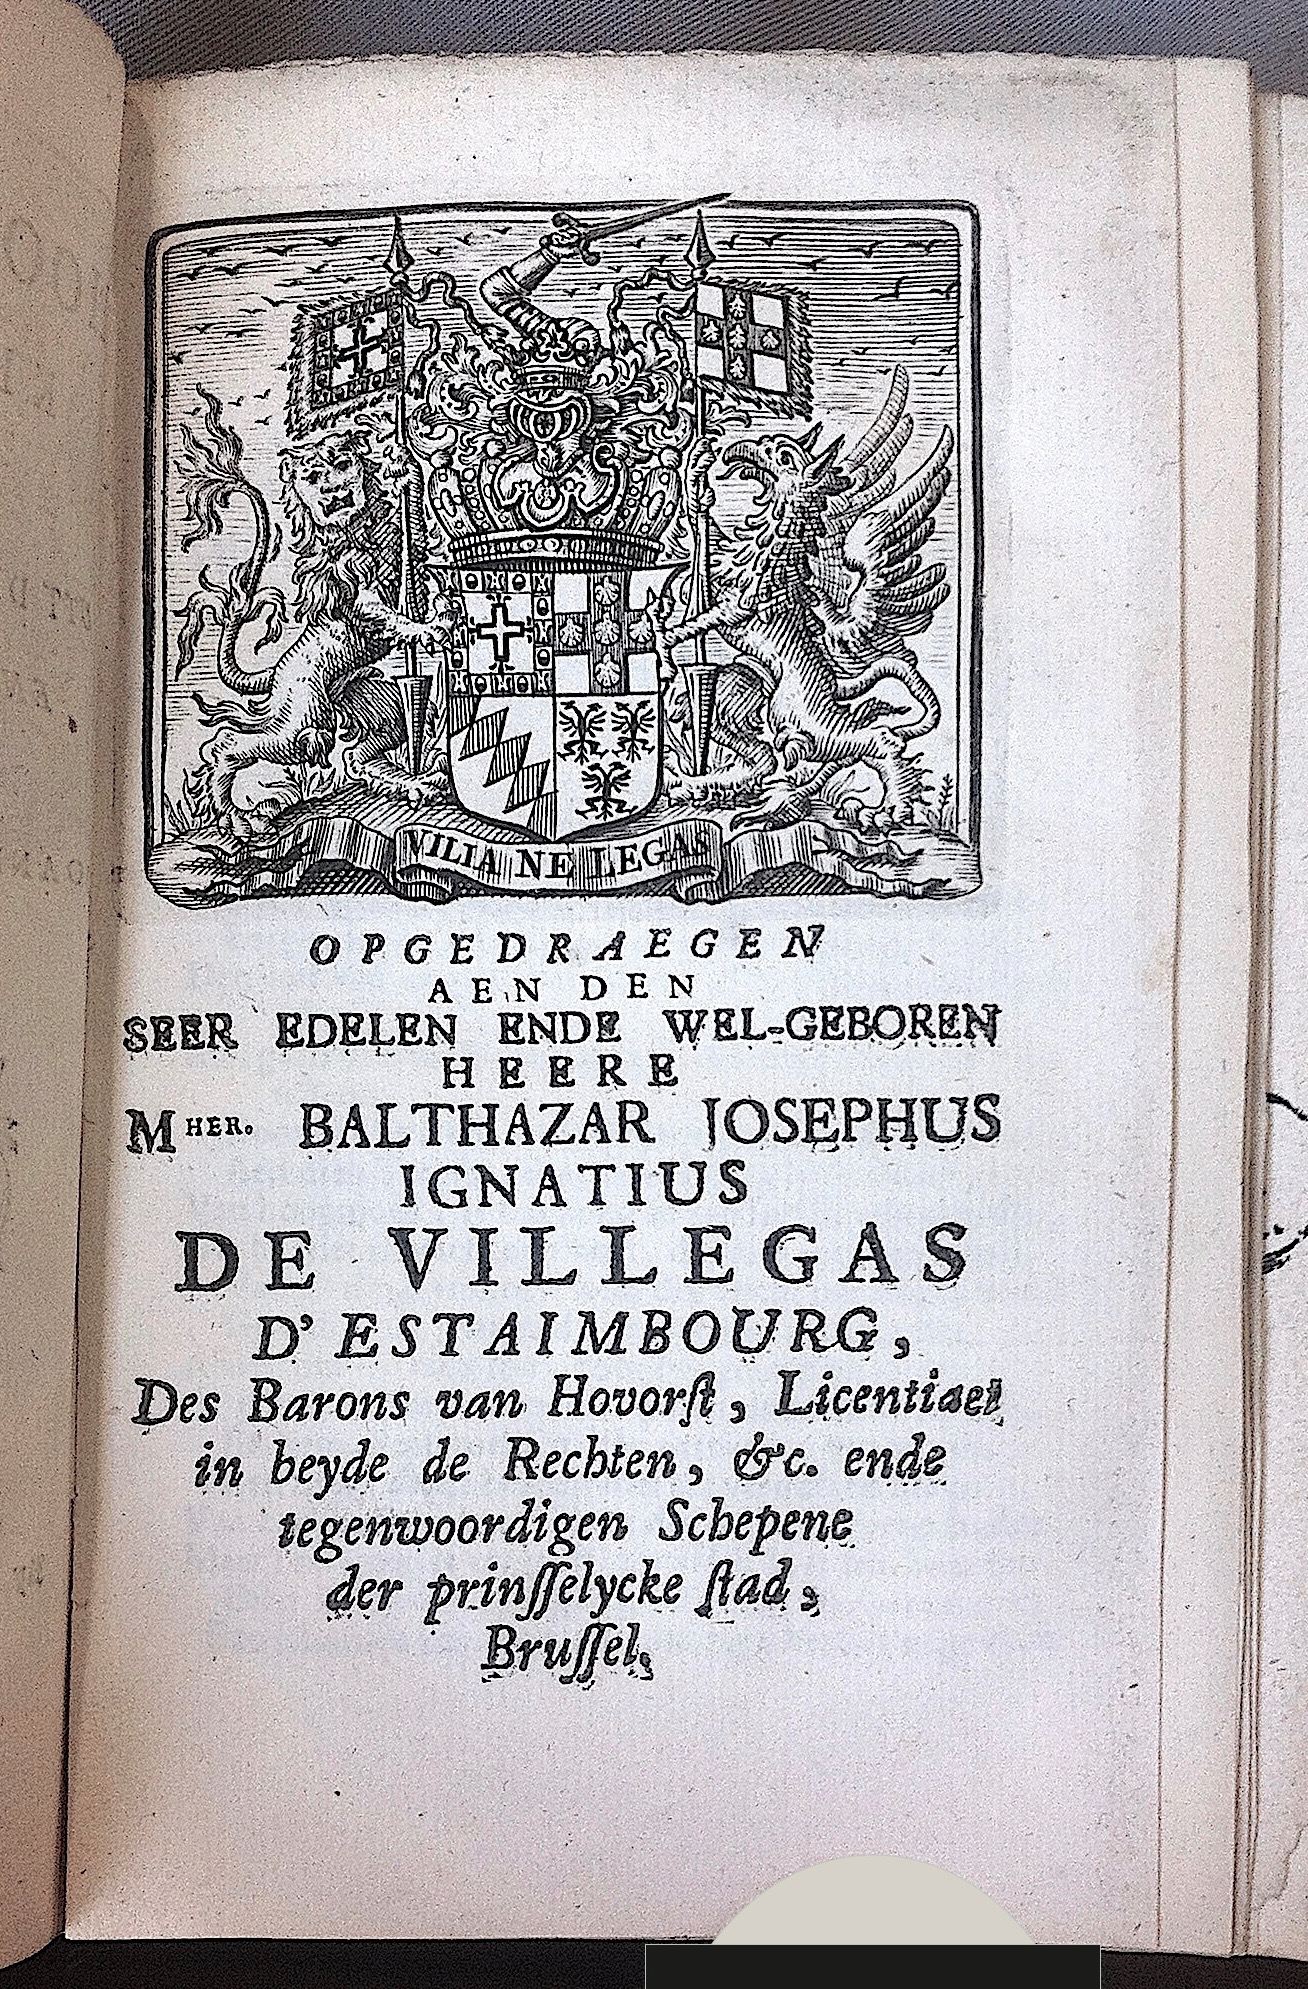 VILIA NE LEGAS
OPGEDRAEGEN
AEN DEN
SEER EDELEN ENDE WEL-GEBOREN
HEERE
MHER. BALTHAZAR JOSEPHUS
IGNATIUS
DE VILLEGAS
D'ESTAIMBOURG,
Des Barons van Hovorſt, Licentiaet
in beyde de Rechten, &c. ende
tegenwoordigen Schepene
der prinſſelycke ſtad,
Bruſſel,